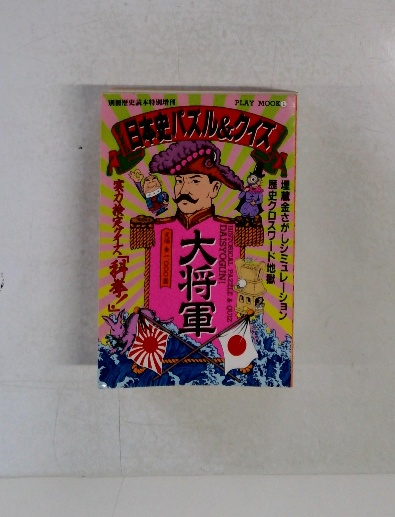 別冊歴史読本特別増刊
PLAY MOOK
日本史パズル&クイズ
埋蔵金さがしシミュレーション
歴史クロスワード地獄
実力検定クイズ「科挙」
HISTORICAL PUZZLE & QUIZ
DAISYOGUN
大将軍